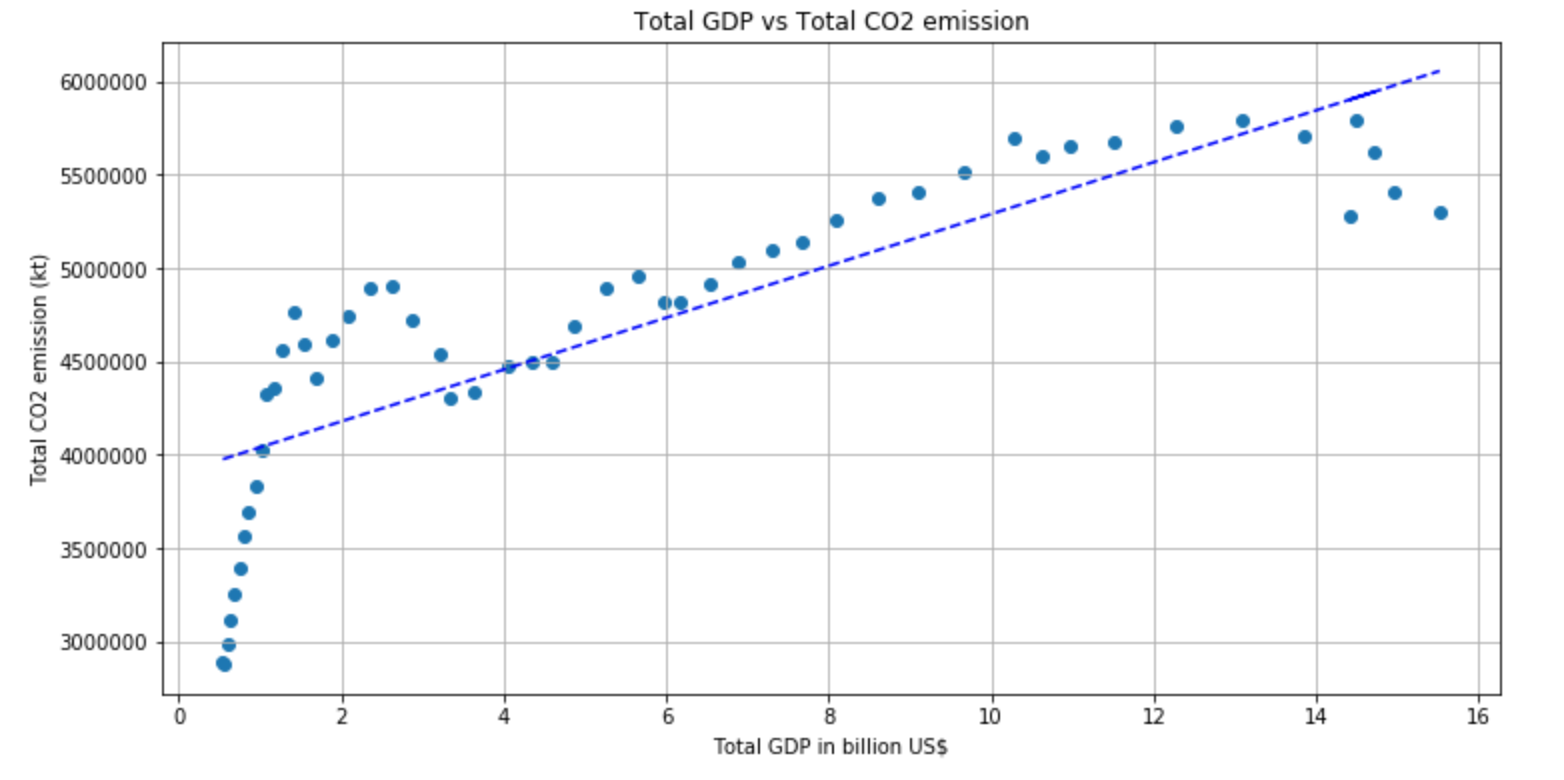 Total GDP vs Total CO2 emission
6000000
5500000
5000000
4500000
4000000
3500000
3000000
Total CO2 emission (kt)
0 2 4 6 8 10 12 14 16
Total GDP in billion US$